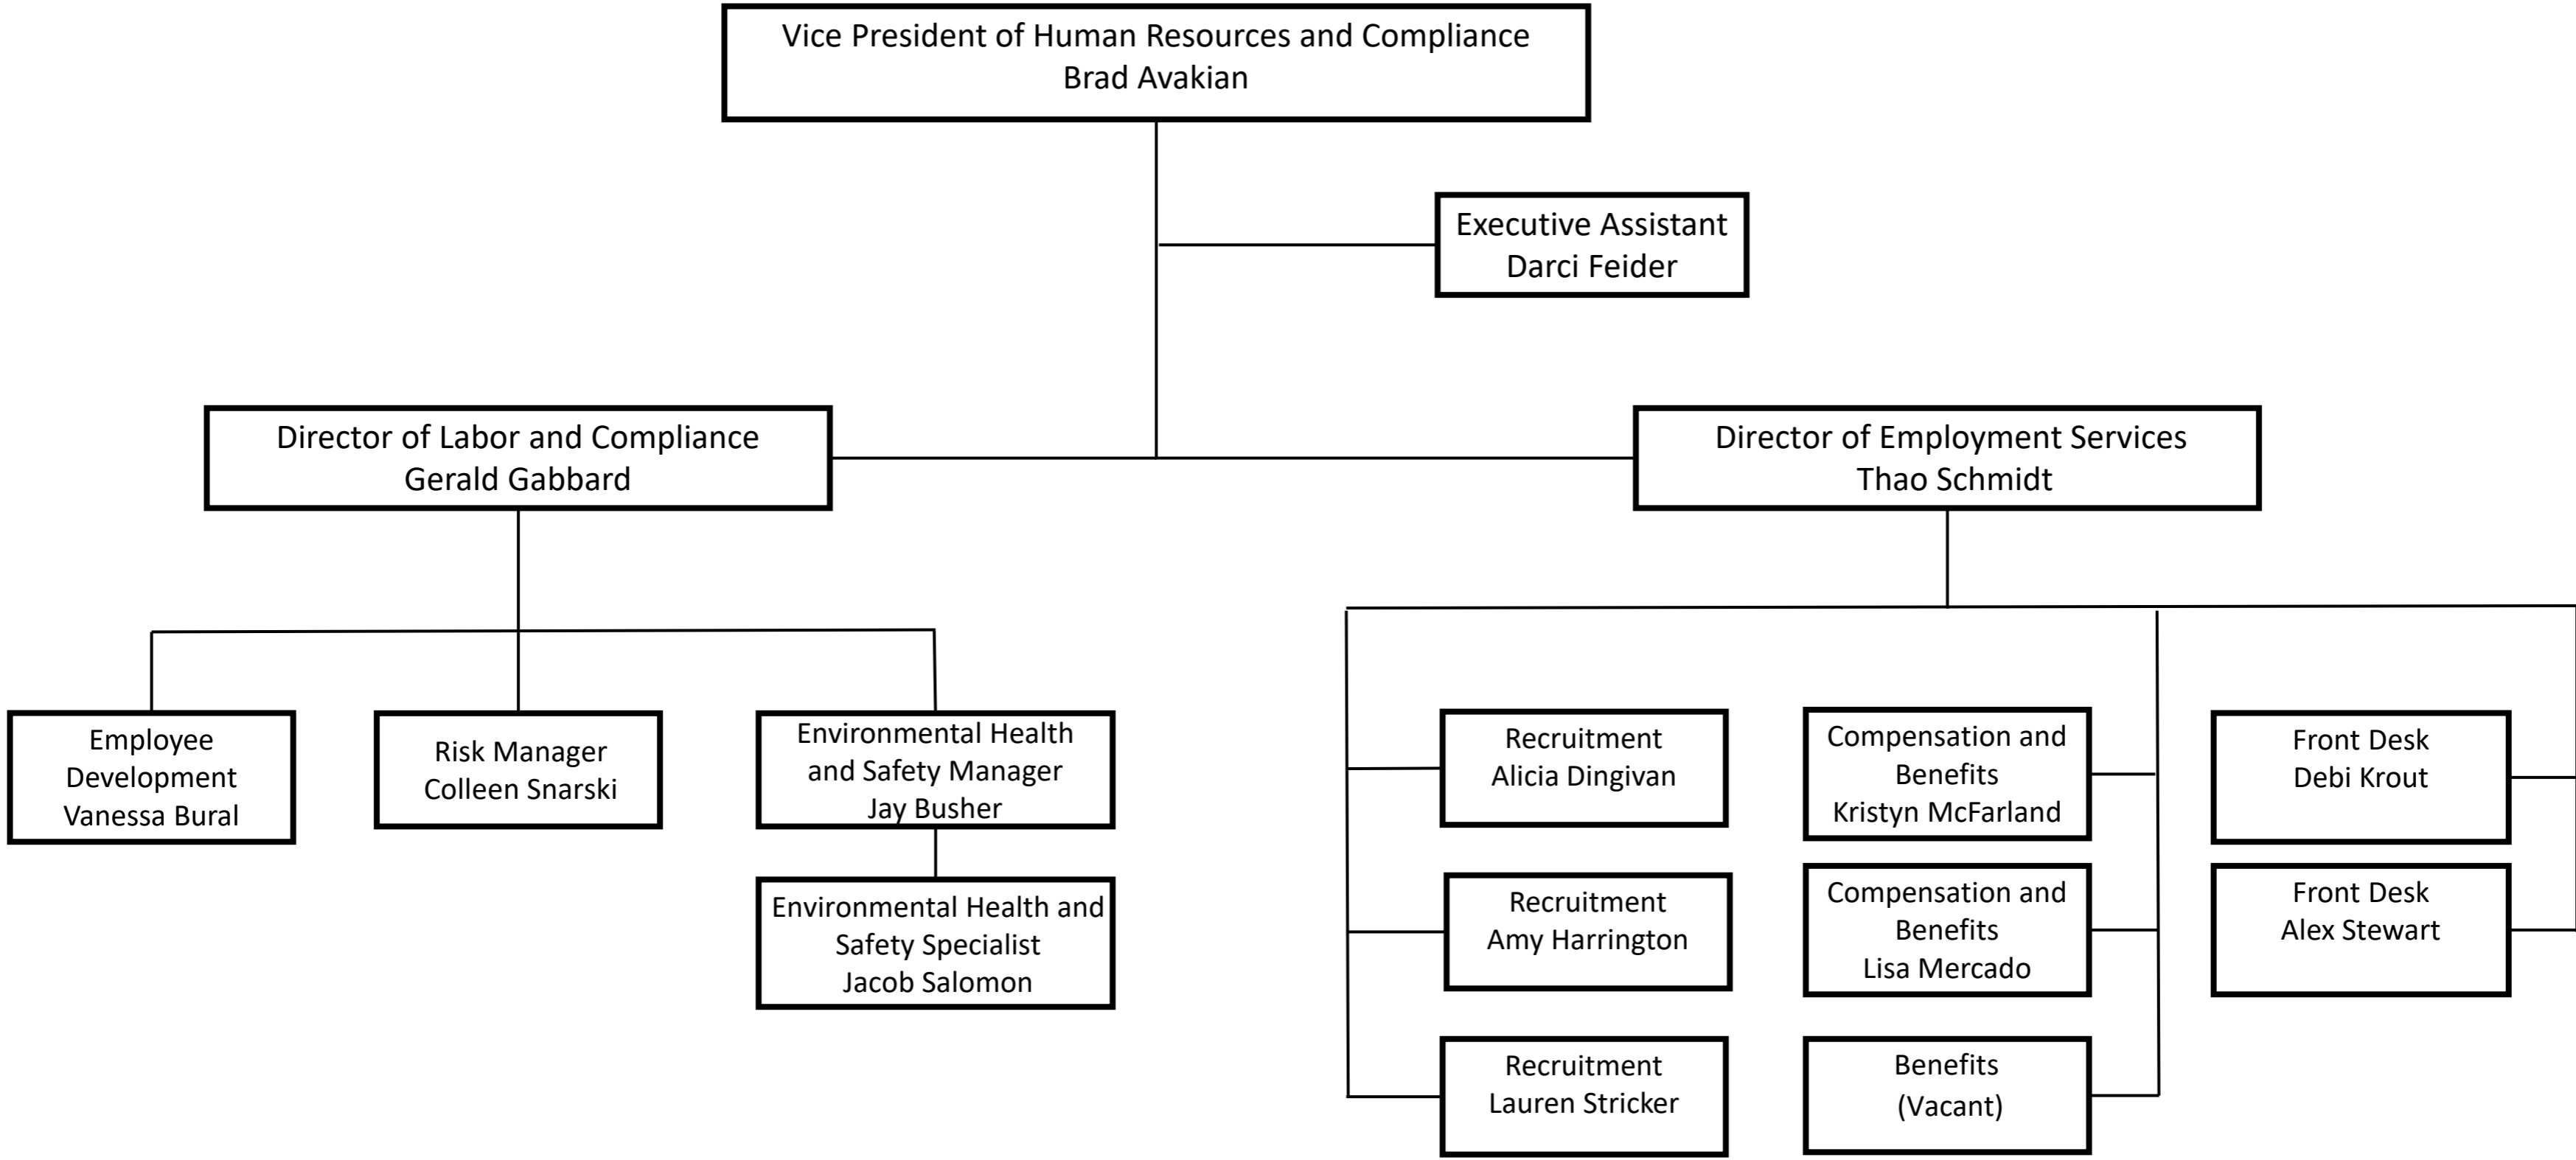 Vice President of Human Resources and Compliance
Brad Avakian
Executive Assistant
Darci Feider
Director of Labor and Compliance
Gerald Gabbard
Director of Employment Services
Thao Schmidt
Employee
Development
Vanessa Bural
Risk Manager
Colleen Snarski
Environmental Health
and Safety Manager
Jay Busher
Environmental Health and
Safety Specialist
Jacob Salomon
Recruitment
Alicia Dingivan
Recruitment
Amy Harrington
Recruitment
Lauren Stricker
Compensation and
Benefits
Kristyn McFarland
Compensation and
Benefits
Lisa Mercado
Benefits
(Vacant)
Front Desk
Debi Krout
Front Desk
Alex Stewart